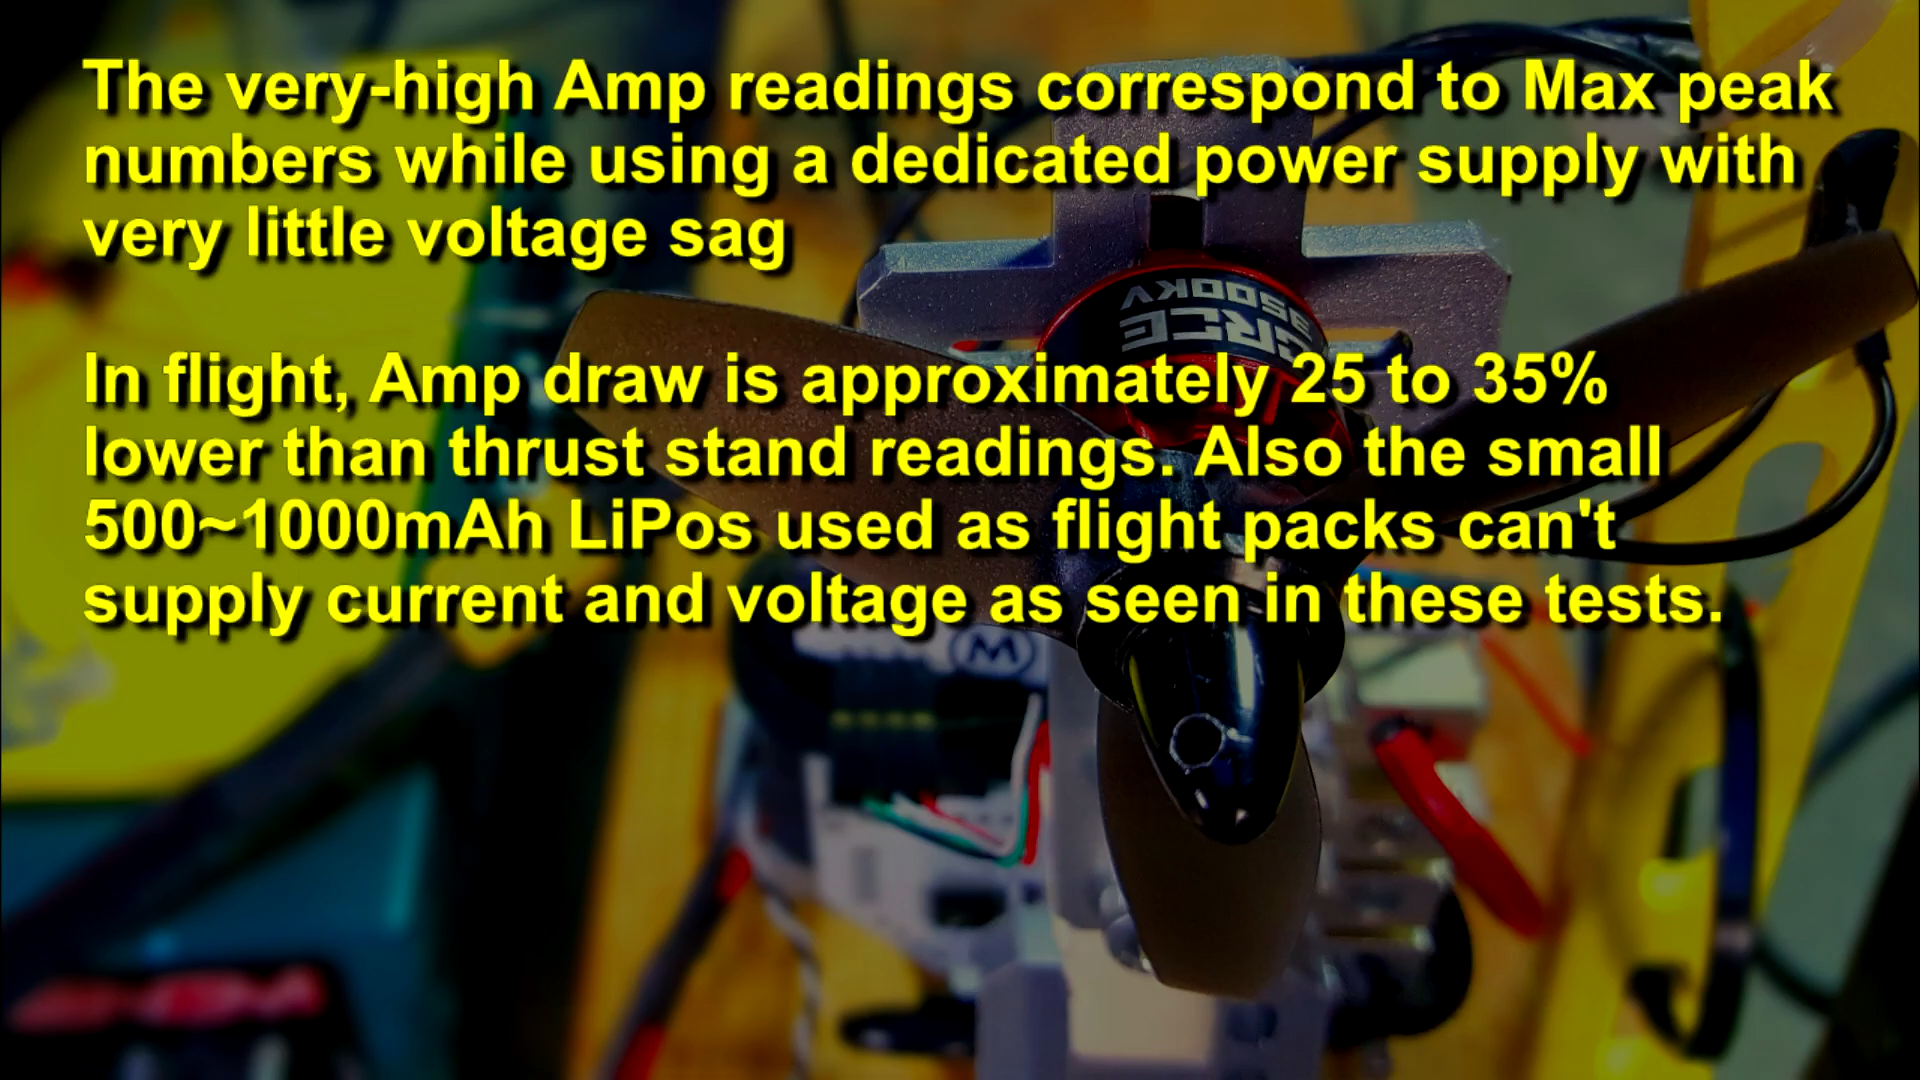 The very-high Amp readings correspond to Max peak
numbers while using a dedicated power supply with
very little voltage sag
In flight, Amp draw is approximately 25 to 35%
lower than thrust stand readings. Also the small
500~1000mAh LiPos used as flight packs can't
supply current and voltage as seen in these tests.
3500KV
M